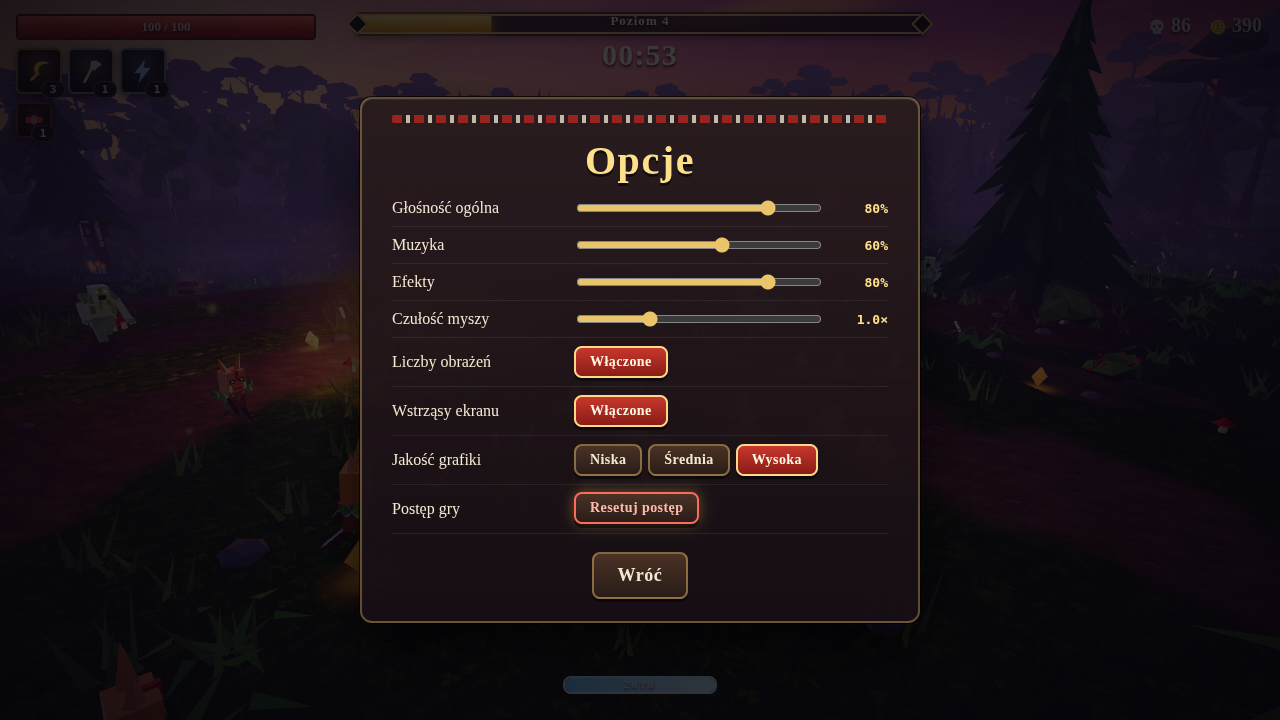 100 / 100
Poziom 4
86
390
00:53
3
1
1
1
Opcje
Głośność ogólna 80%
Muzyka 60%
Efekty 80%
Czułość myszy 1.0×
Liczby obrażeń Włączone
Wstrząsy ekranu Włączone
Jakość grafiki Niska Średnia Wysoka
Postęp gry Resetuj postęp
Wróć